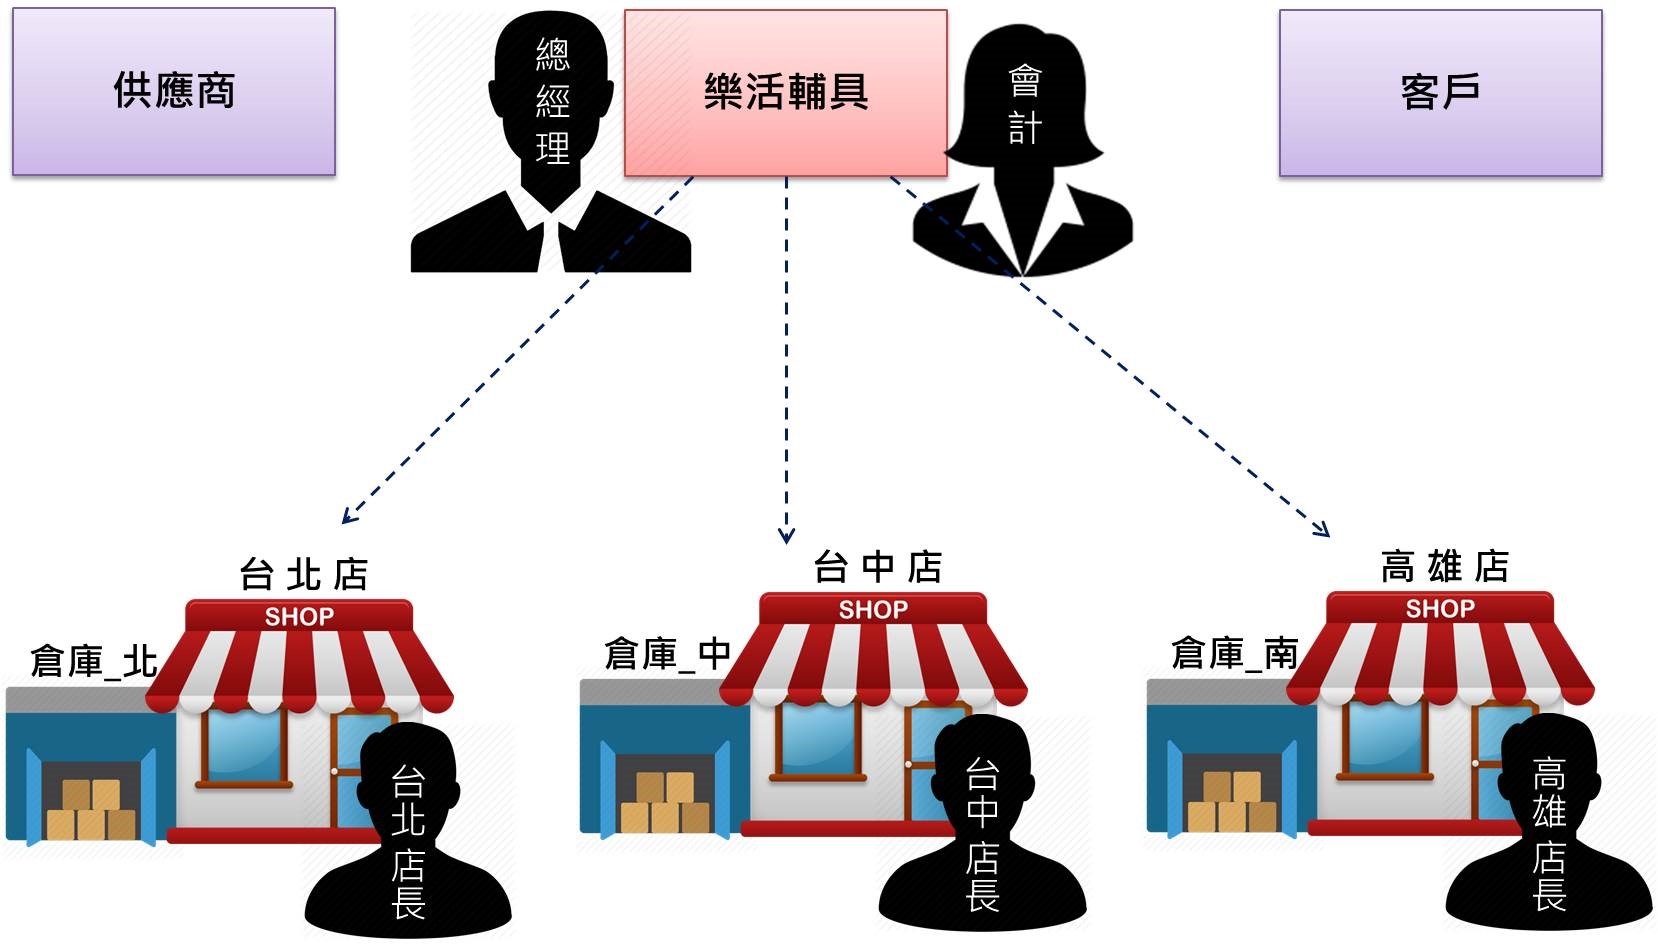 供應商
總經理
樂活輔具
會計
客戶
台北店
台中店
高雄店
SHOP
SHOP
SHOP
倉庫_北
倉庫_中
倉庫_南
台北店長
台中店長
高雄店長